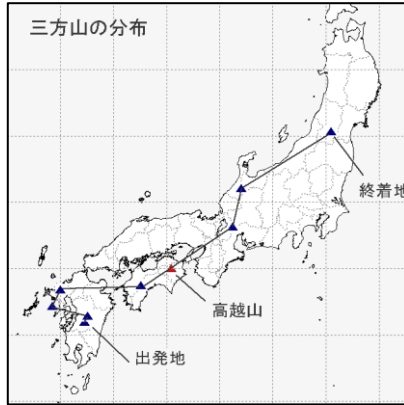 三方山の分布
終着地
高越山
出発地